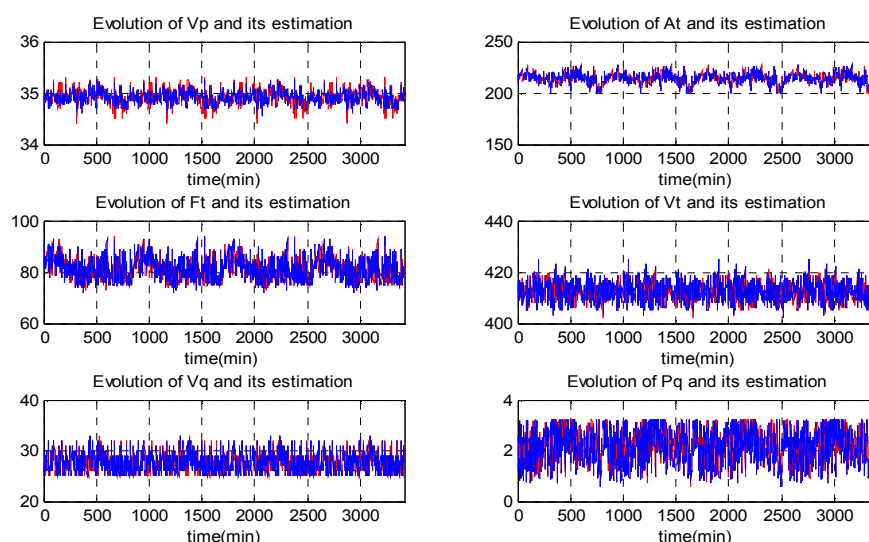 Evolution of Vp and its estimation
36
35
34
0 500 1000 1500 2000 2500 3000
time(min)
Evolution of At and its estimation
250
200
150
0 500 1000 1500 2000 2500 3000
time(min)
Evolution of Ft and its estimation
100
80
60
0 500 1000 1500 2000 2500 3000
time(min)
Evolution of Vt and its estimation
440
420
400
0 500 1000 1500 2000 2500 3000
time(min)
Evolution of Vq and its estimation
40
30
20
0 500 1000 1500 2000 2500 3000
time(min)
Evolution of Pq and its estimation
4
2
0
0 500 1000 1500 2000 2500 3000
time(min)